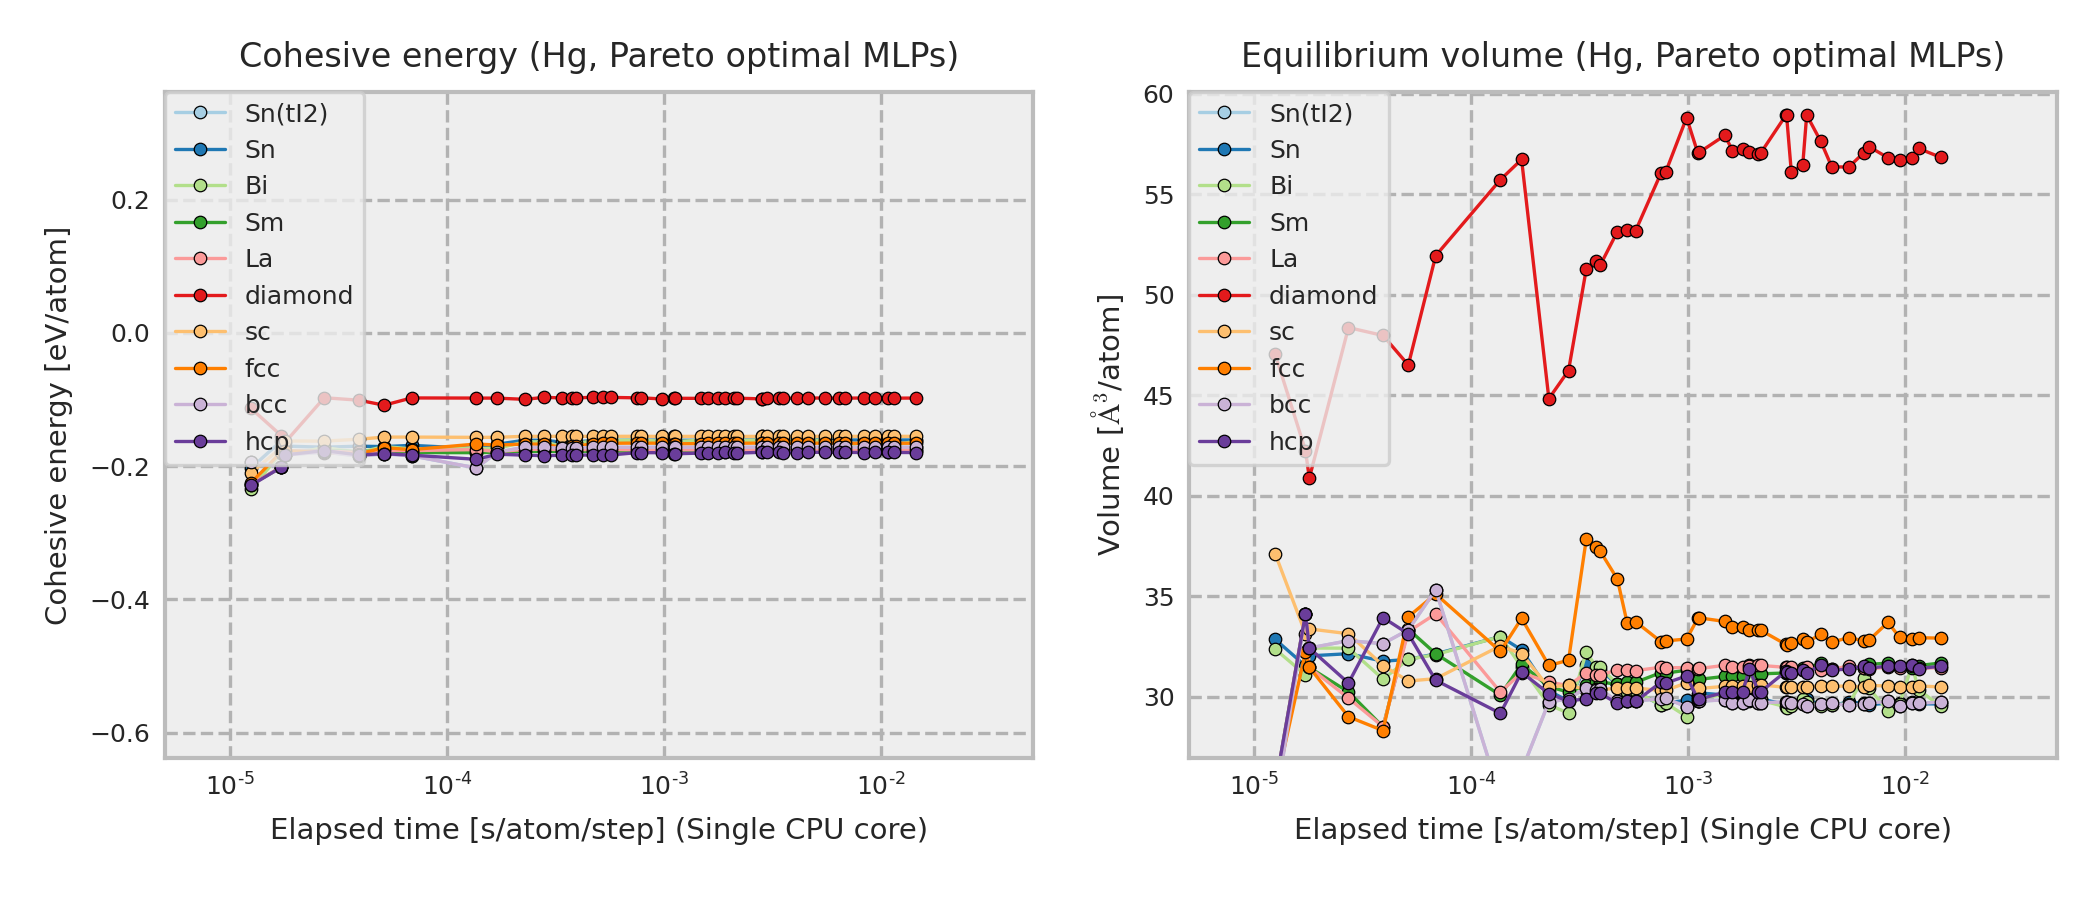 Cohesive energy (Hg, Pareto optimal MLPs)
Cohesive energy [eV/atom]
0.2
0.0
−0.2
−0.4
−0.6
Sn(tI2)
Sn
Bi
Sm
La
diamond
sc
fcc
bcc
hcp
10-5 10-4 10-3 10-2
Elapsed time [s/atom/step] (Single CPU core)
Equilibrium volume (Hg, Pareto optimal MLPs)
Volume [Å3/atom]
60
55
50
45
40
35
30
Sn(tI2)
Sn
Bi
Sm
La
diamond
sc
fcc
bcc
hcp
10-5 10-4 10-3 10-2
Elapsed time [s/atom/step] (Single CPU core)